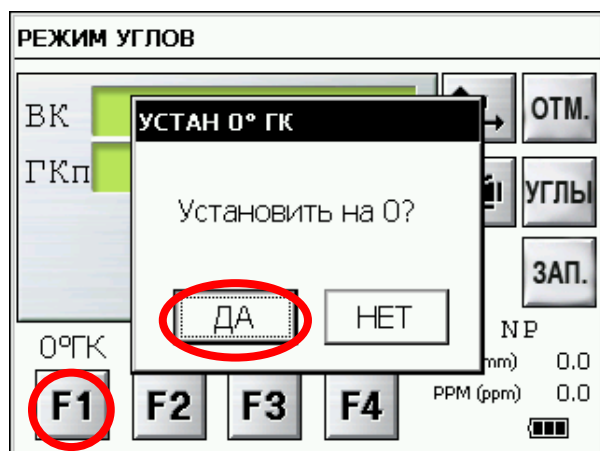 РЕЖИМ УГЛОВ
ВК
ОТМ.
УСТАН 0° ГК
ГКп
УГЛЫ
Установить на 0?
ЗАП.
ДА НЕТ
NP
0°ГК
mm) 0.0
F1 F2 F3 F4
PPM (ppm) 0.0